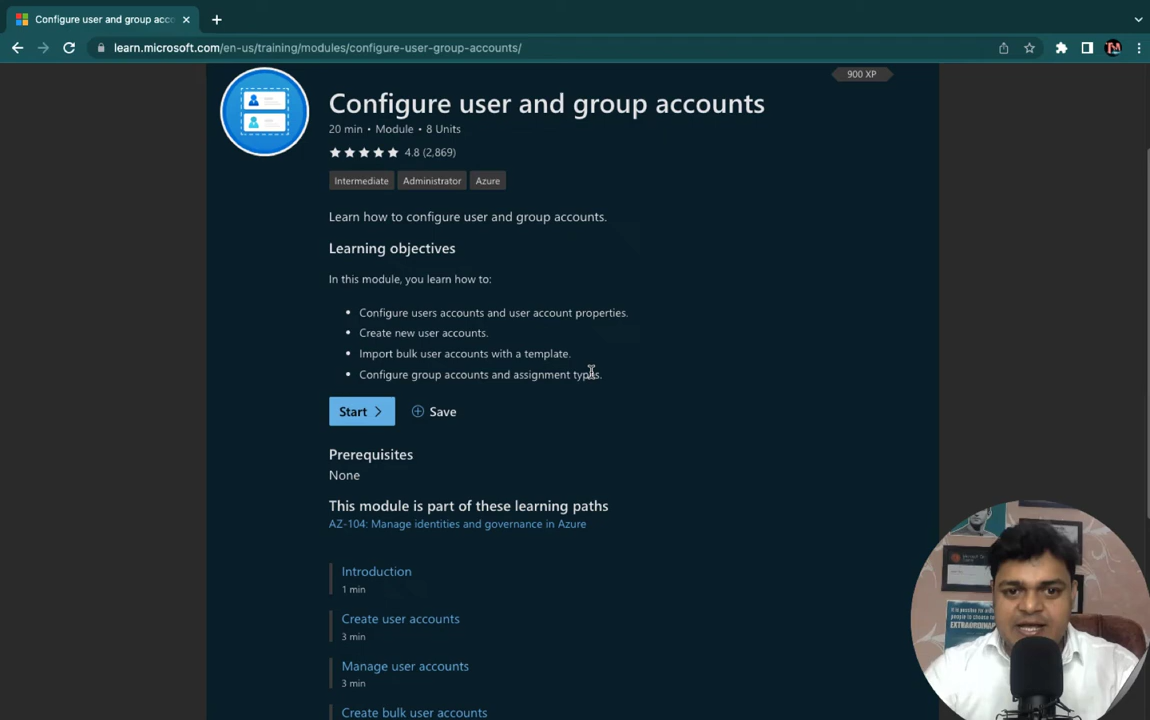 Configure user and group acco
learn.microsoft.com/en-us/training/modules/configure-user-group-accounts/
900 XP
Configure user and group accounts
20 min • Module • 8 Units
4.8 (2,869)
Intermediate
Administrator
Azure
Learn how to configure user and group accounts.
Learning objectives
In this module, you learn how to:
• Configure users accounts and user account properties.
• Create new user accounts.
• Import bulk user accounts with a template.
• Configure group accounts and assignment types.
Start
Save
Prerequisites
None
This module is part of these learning paths
AZ-104: Manage identities and governance in Azure
Introduction
1 min
Create user accounts
3 min
Manage user accounts
3 min
Create bulk user accounts
EXTRAORDINA